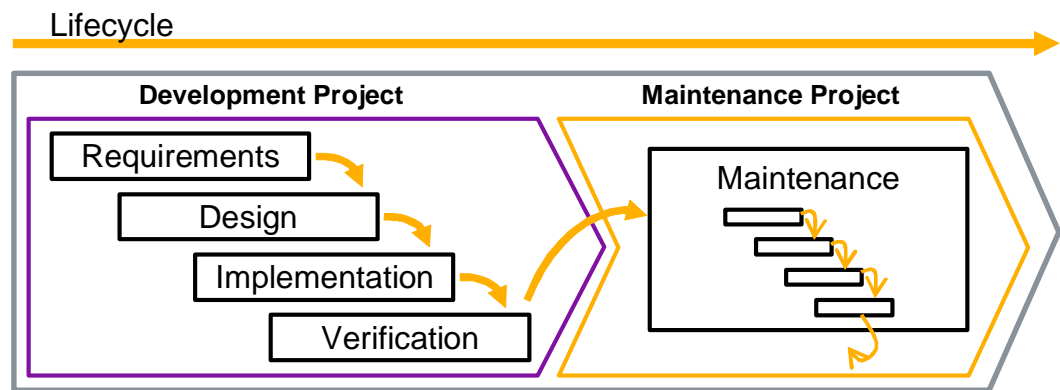 Lifecycle
Development Project
Maintenance Project
Requirements
Design
Implementation
Verification
Maintenance